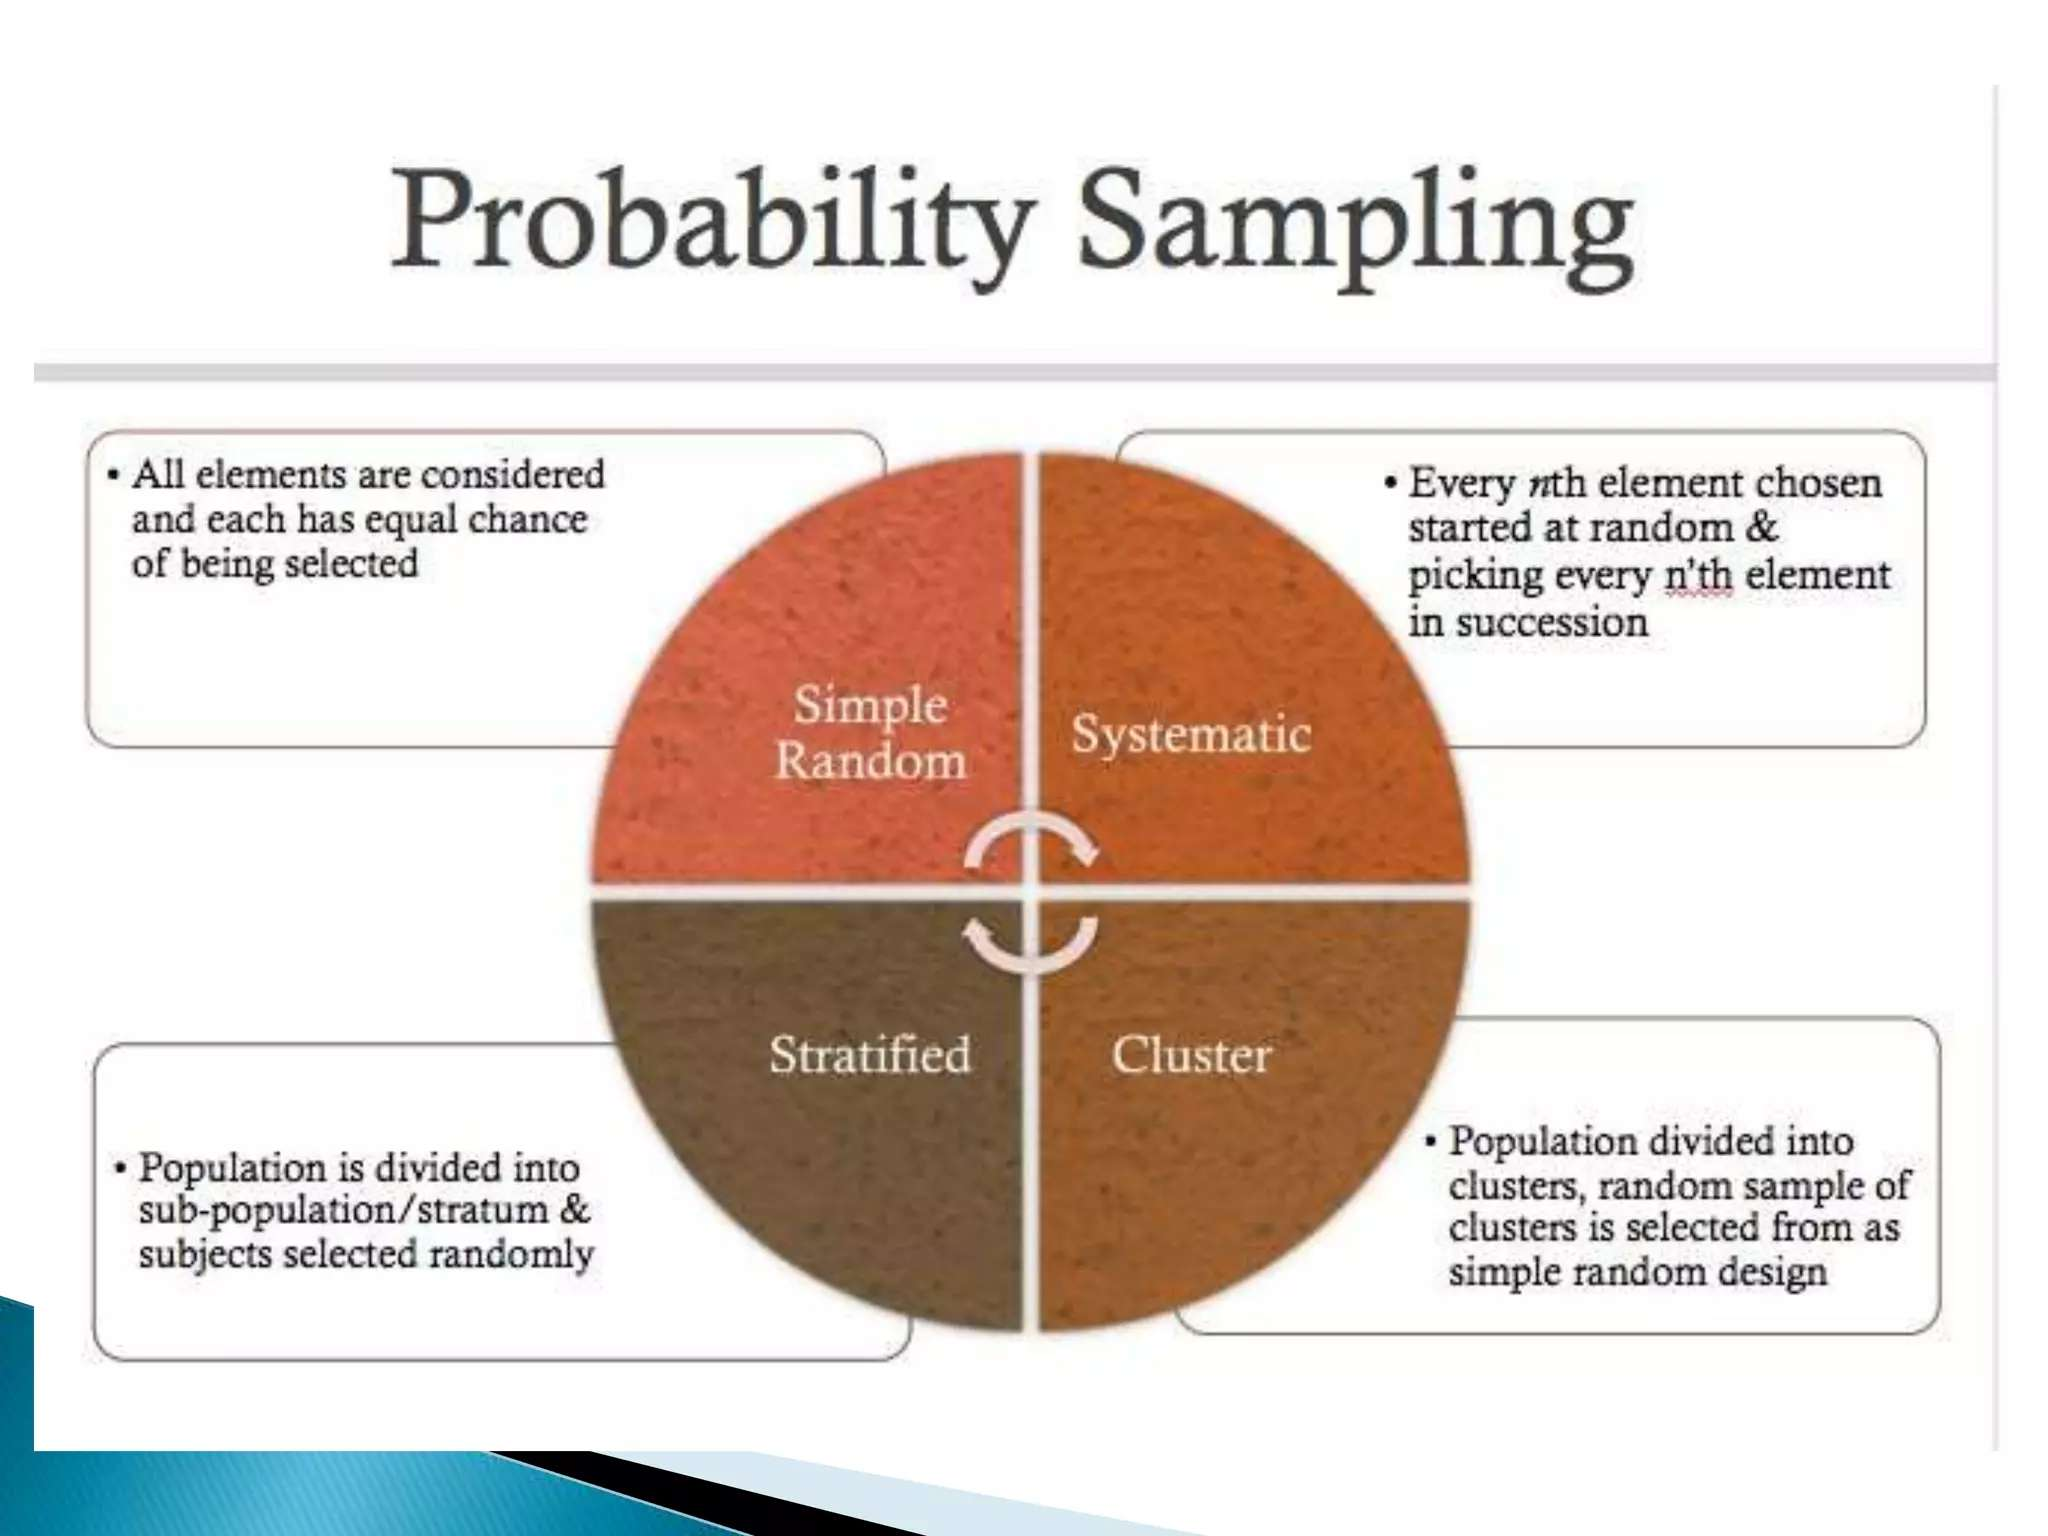 Probability Sampling
• All elements are considered
and each has equal chance
of being selected
• Every nth element chosen
started at random &
picking every n'th element
in succession
Simple
Random
Systematic
Stratified
Cluster
• Population is divided into
sub-population/stratum &
subjects selected randomly
• Population divided into
clusters, random sample of
clusters is selected from as
simple random design